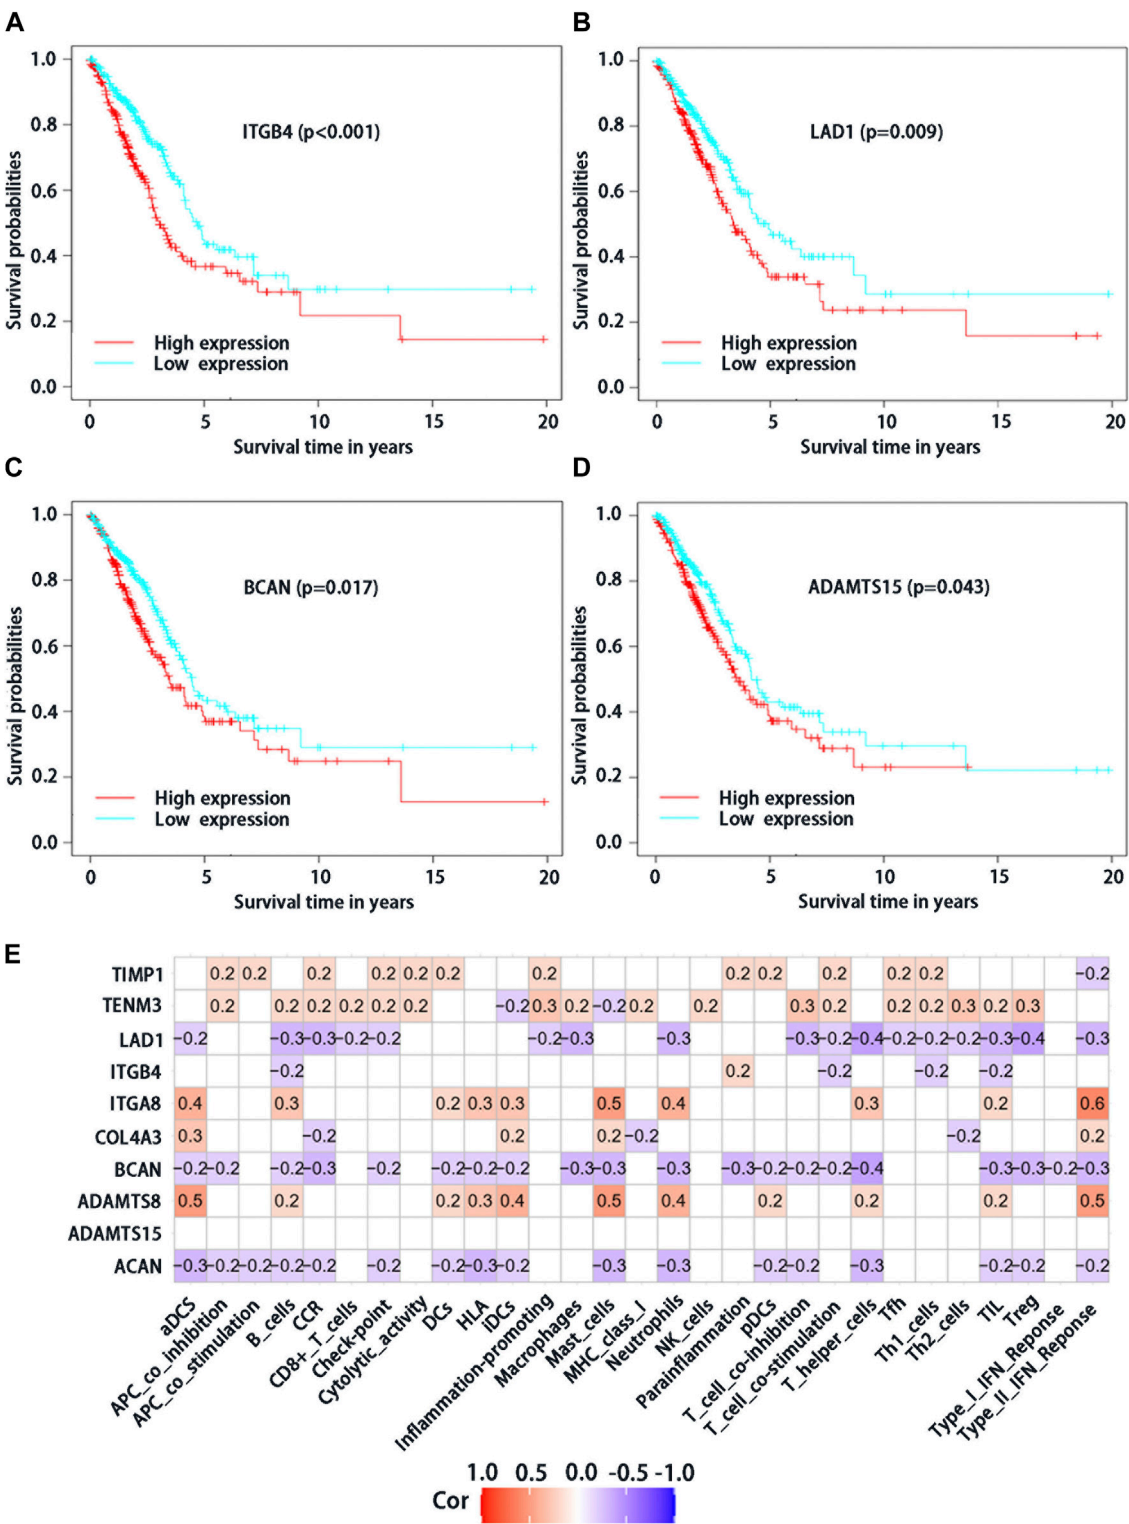 A
B
1.0
0.8
0.6
0.4
0.2
0.0
Survival probabilities
ITGB4 (p<0.001)
High expression
Low expression
0 5 10 15 20
Survival time in years
1.0
0.8
0.6
0.4
0.2
0.0
Survival probabilities
LAD1 (p=0.009)
High expression
Low expression
0 5 10 15 20
Survival time in years
C
D
1.0
0.8
0.6
0.4
0.2
0.0
Survival probabilities
BCAN (p=0.017)
High expression
Low expression
0 5 10 15 20
Survival time in years
1.0
0.8
0.6
0.4
0.2
0.0
Survival probabilities
ADAMTS15 (p=0.043)
High expression
Low expression
0 5 10 15 20
Survival time in years
E
TIMP1 0.2 0.2 0.2 0.2 0.2 0.2 0.2 0.2 0.2 0.2 0.2 0.2 −0.2
TENM3 0.2 0.2 0.2 0.2 0.2 0.2 −0.2 0.3 0.2 −0.2 0.2 0.2 0.3 0.2 0.2 0.2 0.3 0.2 0.3
LAD1 −0.2 −0.3 −0.3 −0.2 −0.2 −0.2 −0.3 −0.3 −0.3 −0.2 −0.4 −0.2 −0.2 −0.2 −0.3 −0.4 −0.3
ITGB4 −0.2 0.2 −0.2 −0.2 −0.2
ITGA8 0.4 0.3 0.2 0.3 0.3 0.5 0.4 0.3 0.2 0.6
COL4A3 0.3 −0.2 0.2 0.2 −0.2 −0.2 0.2
BCAN −0.2 −0.2 −0.2 −0.3 −0.2 −0.2 −0.2 −0.2 −0.3 −0.3 −0.3 −0.3 −0.2 −0.2 −0.2 −0.4 −0.3 −0.3 −0.2 −0.3
ADAMTS8 0.5 0.2 0.2 0.3 0.4 0.5 0.4 0.2 0.2 0.2 0.5
ADAMTS15
ACAN −0.3 −0.2 −0.2 −0.2 −0.2 −0.2 −0.2 −0.3 −0.2 −0.3 −0.3 −0.2 −0.2 −0.3 −0.2 −0.2 −0.2
aDCS
APC_co_inhibition
APC_co_stimulation
B_cells
CCR
CD8+_T_cells
Check-point
Cytolytic_activity
DCs
HLA
iDCs
Inflammation-promoting
Macrophages
Mast_cells
MHC_class_I
Neutrophils
NK_cells
Parainflammation
pDCs
T_cell_co-inhibition
T_cell_co-stimulation
T_helper_cells
Tfh
Th1_cells
Th2_cells
TIL
Treg
Type_I_IFN_Reponse
Type_II_IFN_Reponse
1.0 0.5 0.0 -0.5 -1.0
Cor